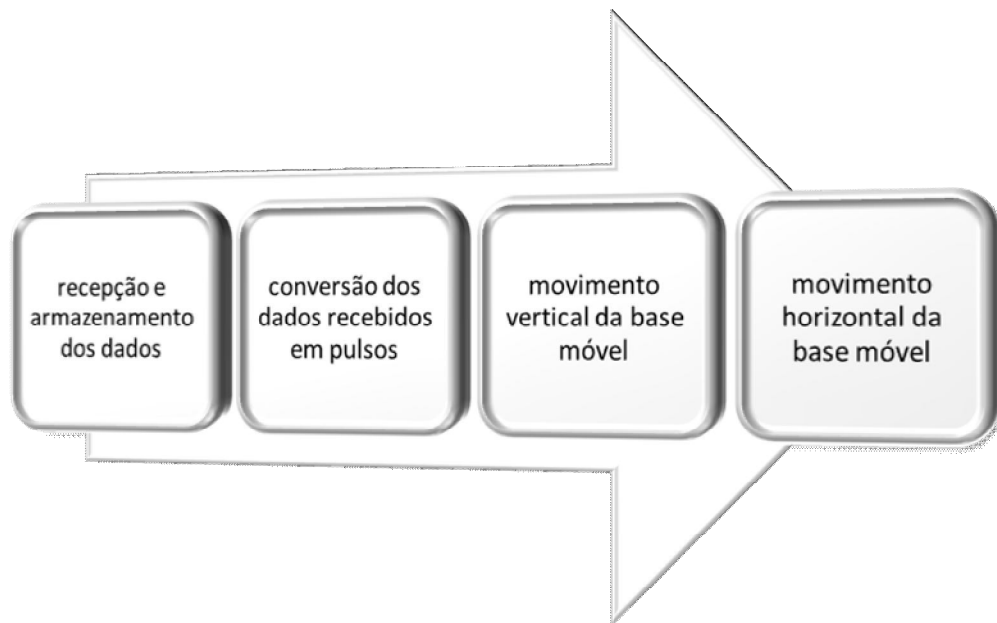 recepção e
armazenamento
dos dados
conversão dos
dados recebidos
em pulsos
movimento
vertical da base
móvel
movimento
horizontal da
base móvel